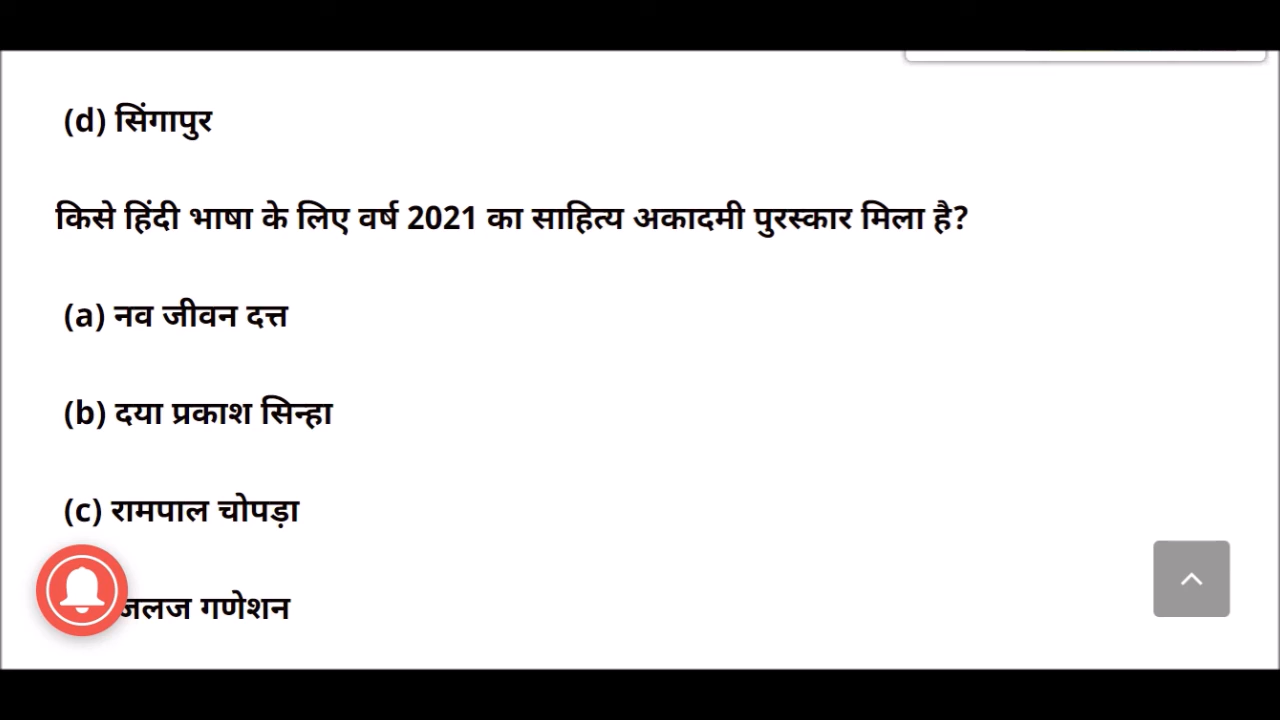 (d) सिंगापुर
किसे हिंदी भाषा के लिए वर्ष 2021 का साहित्य अकादमी पुरस्कार मिला है?
(a) नव जीवन दत्त
(b) दया प्रकाश सिन्हा
(c) रामपाल चोपड़ा
जलज गणेशन